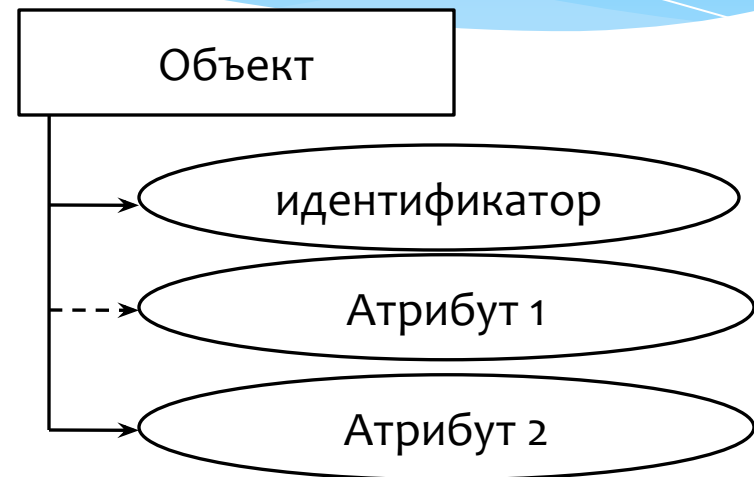 Объект
идентификатор
Атрибут 1
Атрибут 2